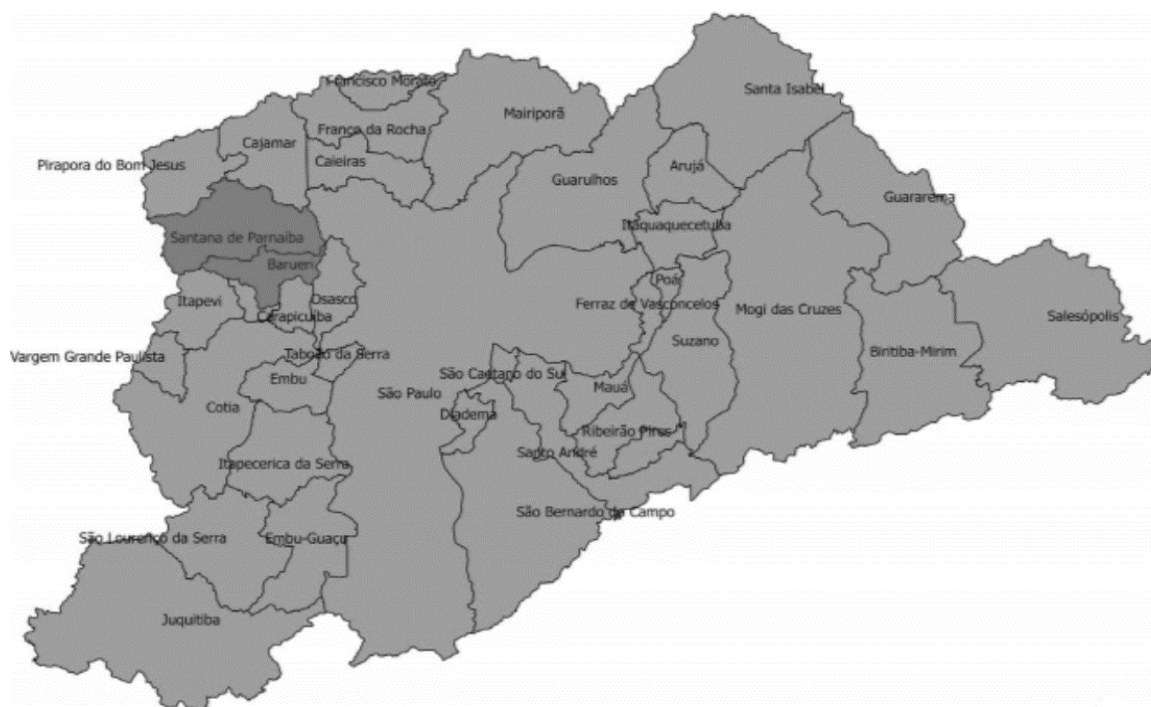 Francisco Morato
Santa Isabel
Mairiporã
Franco da Rocha
Cajamar
Caieiras
Pirapora do Bom Jesus
Arujá
Guarulhos
Guararema
Itaquaquecetuba
Santana de Parnaíba
Barueri
Poá
Itapevi
Osasco
Ferraz de Vasconcelos
Mogi das Cruzes
Carapicuíba
Salesópolis
Suzano
Biritiba-Mirim
Vargem Grande Paulista
Taboão da Serra
São Caetano do Sul
Embu
Mauá
São Paulo
Cotia
Diadema
Ribeirão Pires
Santo André
Itapecerica da Serra
São Bernardo do Campo
São Lourenço da Serra
Embu-Guaçu
Juquitiba